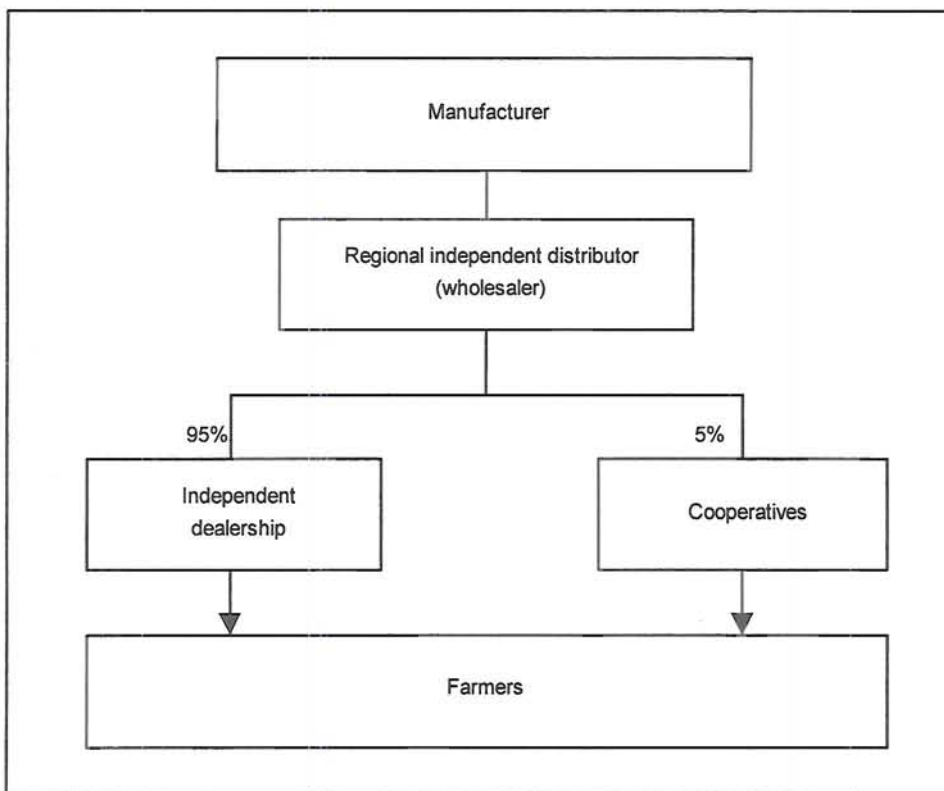 Manufacturer
Regional independent distributor
(wholesaler)
95%
5%
Independent
dealership
Cooperatives
Farmers